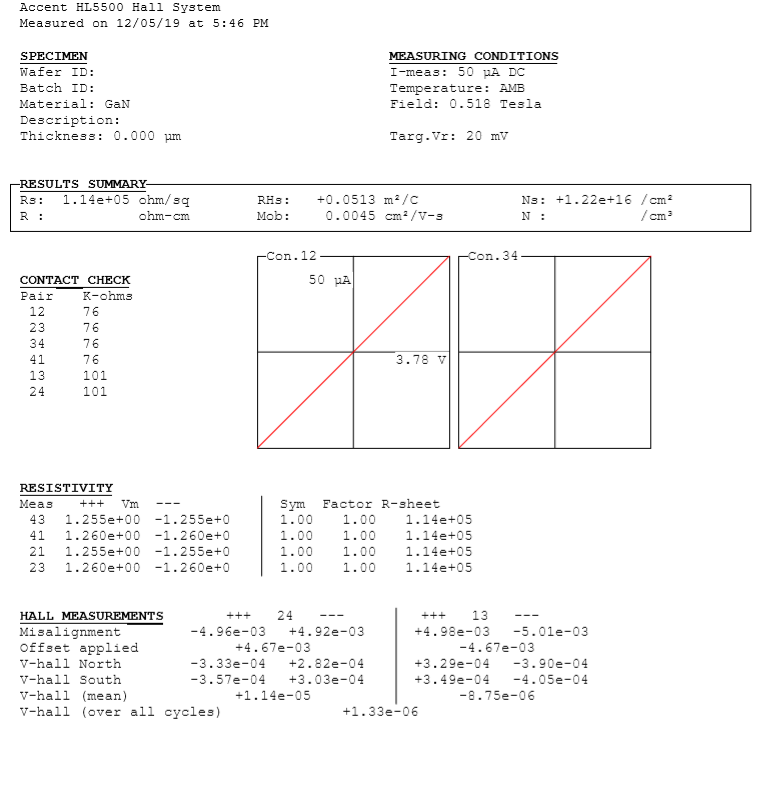 Accent HL5500 Hall System
Measured on 12/05/19 at 5:46 PM
SPECIMEN MEASURING CONDITIONS
Wafer ID: I-meas: 50 µA DC
Batch ID: Temperature: AMB
Material: GaN Field: 0.518 Tesla
Description:
Thickness: 0.000 µm Targ.Vr: 20 mV
RESULTS SUMMARY
Rs: 1.14e+05 ohm/sq RHs: +0.0513 m²/C Ns: +1.22e+16 /cm²
R : ohm-cm Mob: 0.0045 cm²/V-s N : /cm³
Con.12 Con.34
CONTACT CHECK 50 µA
Pair K-ohms
12 76
23 76
34 76
41 76 3.78 V
13 101
24 101
RESISTIVITY
Meas +++ Vm --- Sym Factor R-sheet
43 1.255e+00 -1.255e+0 1.00 1.00 1.14e+05
41 1.260e+00 -1.260e+0 1.00 1.00 1.14e+05
21 1.255e+00 -1.255e+0 1.00 1.00 1.14e+05
23 1.260e+00 -1.260e+0 1.00 1.00 1.14e+05
HALL MEASUREMENTS +++ 24 --- +++ 13 ---
Misalignment -4.96e-03 +4.92e-03 +4.98e-03 -5.01e-03
Offset applied +4.67e-03 -4.67e-03
V-hall North -3.33e-04 +2.82e-04 +3.29e-04 -3.90e-04
V-hall South -3.57e-04 +3.03e-04 +3.49e-04 -4.05e-04
V-hall (mean) +1.14e-05 -8.75e-06
V-hall (over all cycles) +1.33e-06